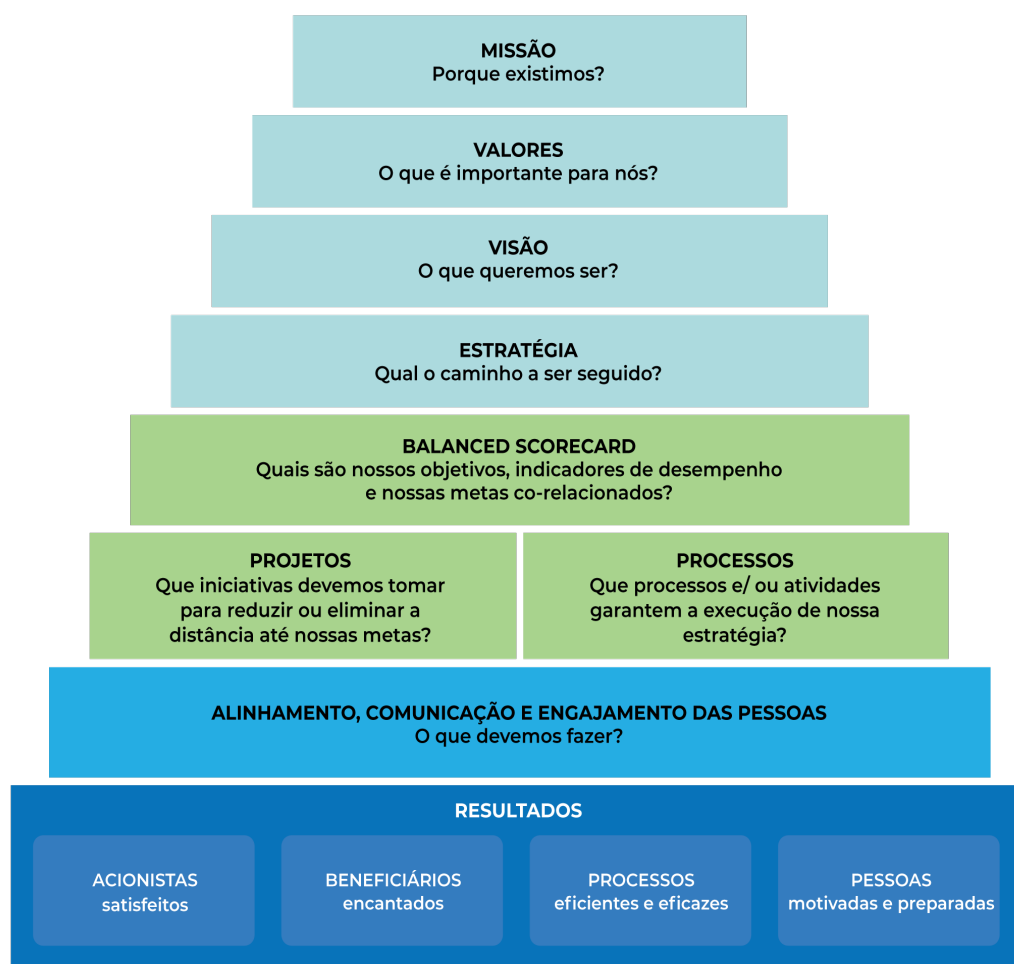 MISSÃO
Porque existimos?
VALORES
O que é importante para nós?
VISÃO
O que queremos ser?
ESTRATÉGIA
Qual o caminho a ser seguido?
BALANCED SCORECARD
Quais são nossos objetivos, indicadores de desempenho
e nossas metas co-relacionados?
PROJETOS
Que iniciativas devemos tomar
para reduzir ou eliminar a
distância até nossas metas?
PROCESSOS
Que processos e/ ou atividades
garantem a execução de nossa
estratégia?
ALINHAMENTO, COMUNICAÇÃO E ENGAJAMENTO DAS PESSOAS
O que devemos fazer?
RESULTADOS
ACIONISTAS
satisfeitos
BENEFICIÁRIOS
encantados
PROCESSOS
eficientes e eficazes
PESSOAS
motivadas e preparadas